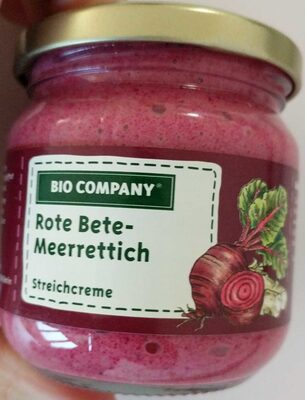 BIO COMPANY®
Rote Bete-
Meerrettich
Streichcreme